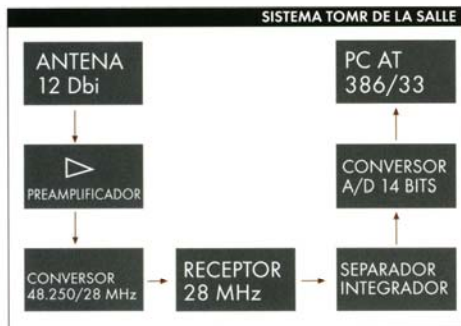 SISTEMA TOMR DE LA SALLE
ANTENA
12 Dbi
PREAMPLIFICADOR
CONVERSOR
48.250/28 MHz
RECEPTOR
28 MHz
SEPARADOR
INTEGRADOR
CONVERSOR
A/D 14 BITS
PC AT
386/33